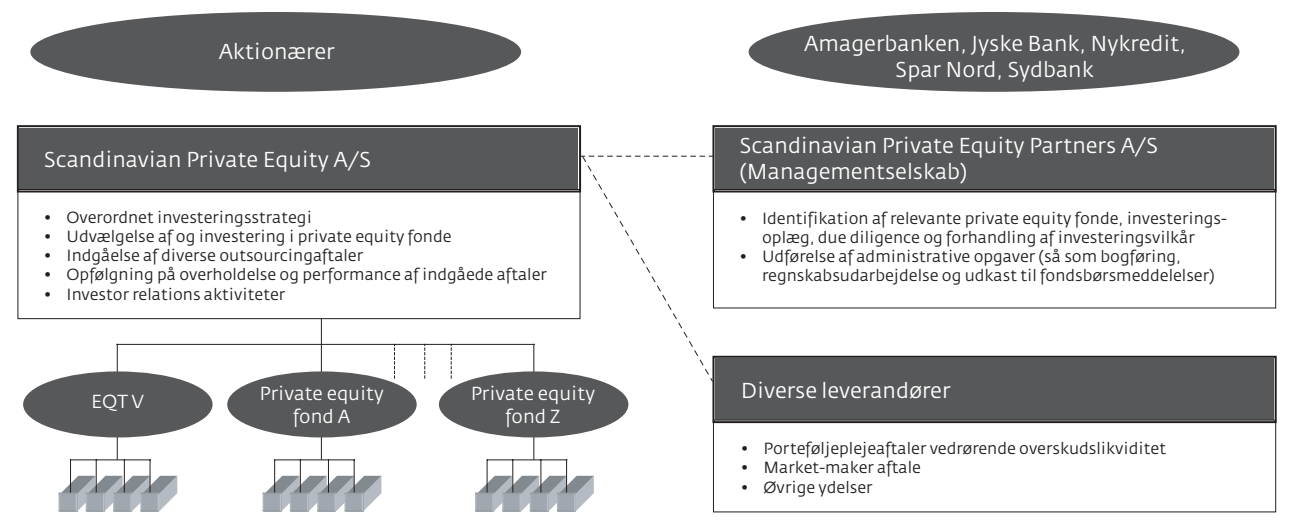 Aktionærer
Amagerbanken, Jyske Bank, Nykredit,
Spar Nord, Sydbank
Scandinavian Private Equity A/S
• Overordnet investeringsstrategi
• Udvælgelse af og investering i private equity fonde
• Indgåelse af diverse outsourcingaftaler
• Opfølgning på overholdelse og performance af indgåede aftaler
• Investor relations aktiviteter
Scandinavian Private Equity Partners A/S
(Managementselskab)
• Identifikation af relevante private equity fonde, investerings-
oplæg, due diligence og forhandling af investeringsvilkår
• Udførelse af administrative opgaver (så som bogføring,
regnskabsudarbejdelse og udkast til fondsbørsmeddelelser)
EQT V
Private equity
fond A
Private equity
fond Z
Diverse leverandører
• Porteføljeplejeaftaler vedrørende overskudslikviditet
• Market-maker aftale
• Øvrige ydelser